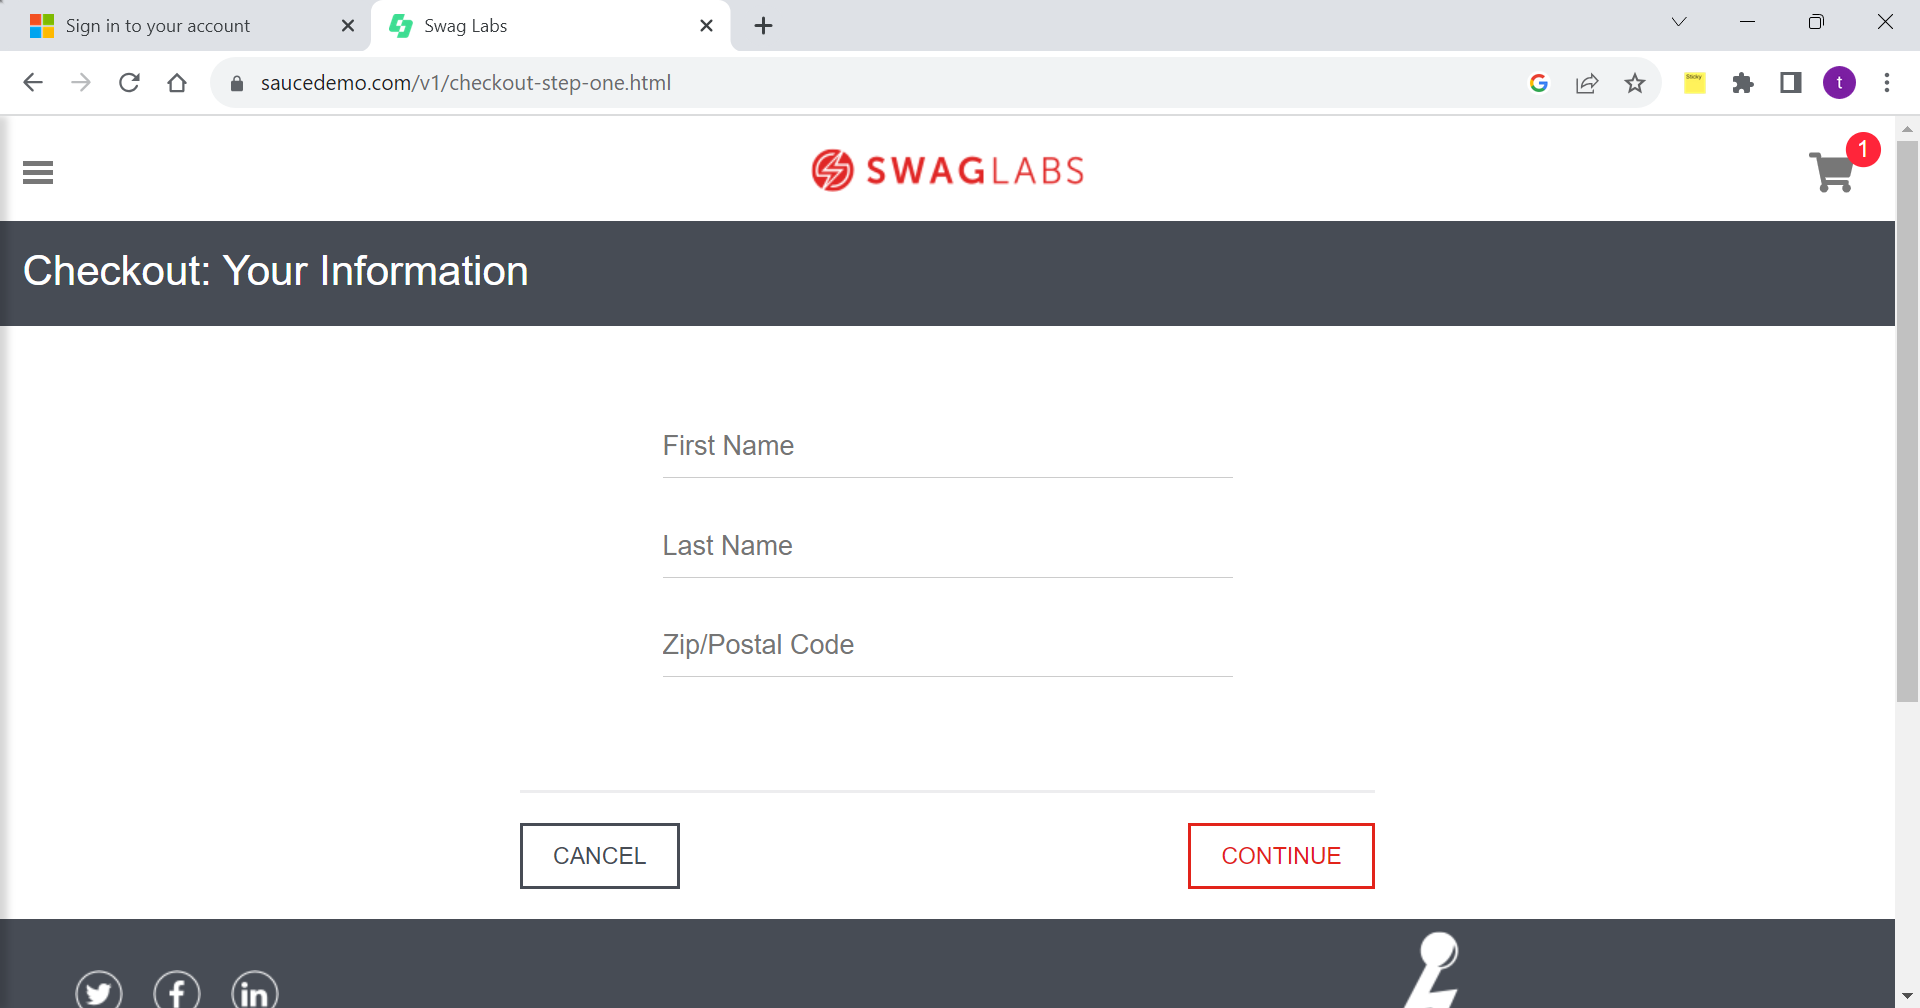 Sign in to your account
Swag Labs
saucedemo.com/v1/checkout-step-one.html
Sticky
t
SWAGLABS
1
Checkout: Your Information
First Name
Last Name
Zip/Postal Code
CANCEL
CONTINUE